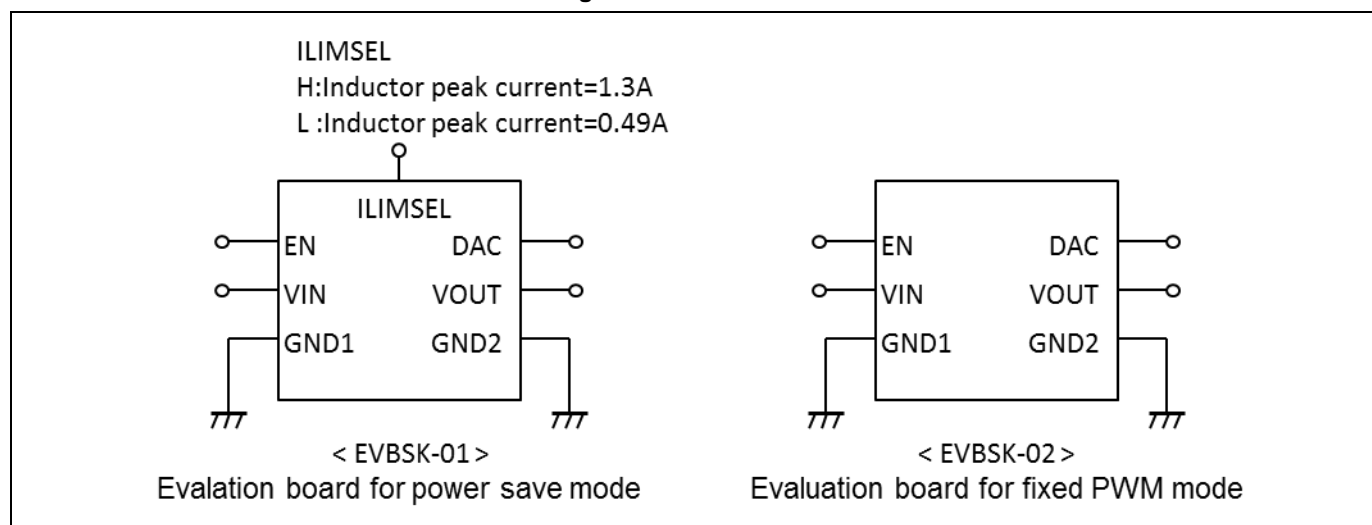 ILIMSEL
H:Inductor peak current=1.3A
L :Inductor peak current=0.49A
ILIMSEL
EN DAC
VIN VOUT
GND1 GND2
< EVBSK-01 >
Evalation board for power save mode
EN DAC
VIN VOUT
GND1 GND2
< EVBSK-02 >
Evaluation board for fixed PWM mode